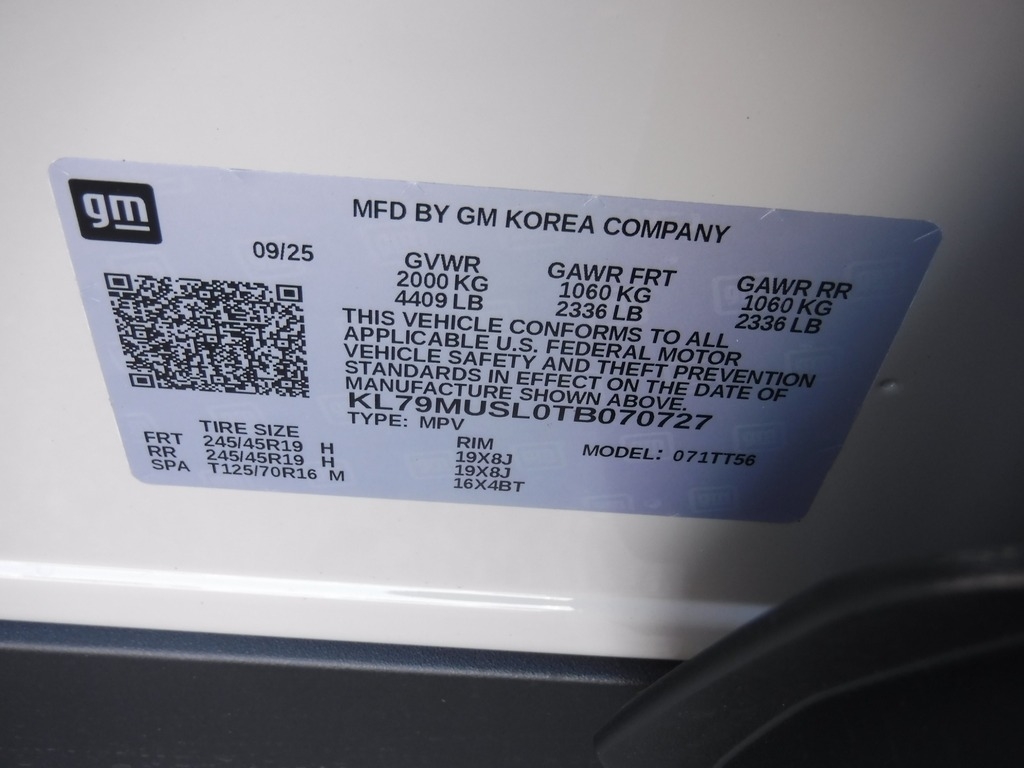 gm
MFD BY GM KOREA COMPANY
09/25
GVWR
2000 KG
4409 LB
GAWR FRT
1060 KG
2336 LB
GAWR RR
1060 KG
2336 LB
THIS VEHICLE CONFORMS TO ALL
APPLICABLE U.S. FEDERAL MOTOR
VEHICLE SAFETY AND THEFT PREVENTION
STANDARDS IN EFFECT ON THE DATE OF
MANUFACTURE SHOWN ABOVE.
KL79MUSL0TB070727
TYPE: MPV
TIRE SIZE
FRT 245/45R19 H
RR 245/45R19 H
SPA T125/70R16 M
RIM
19X8J
19X8J
16X4BT
MODEL: 071TT56